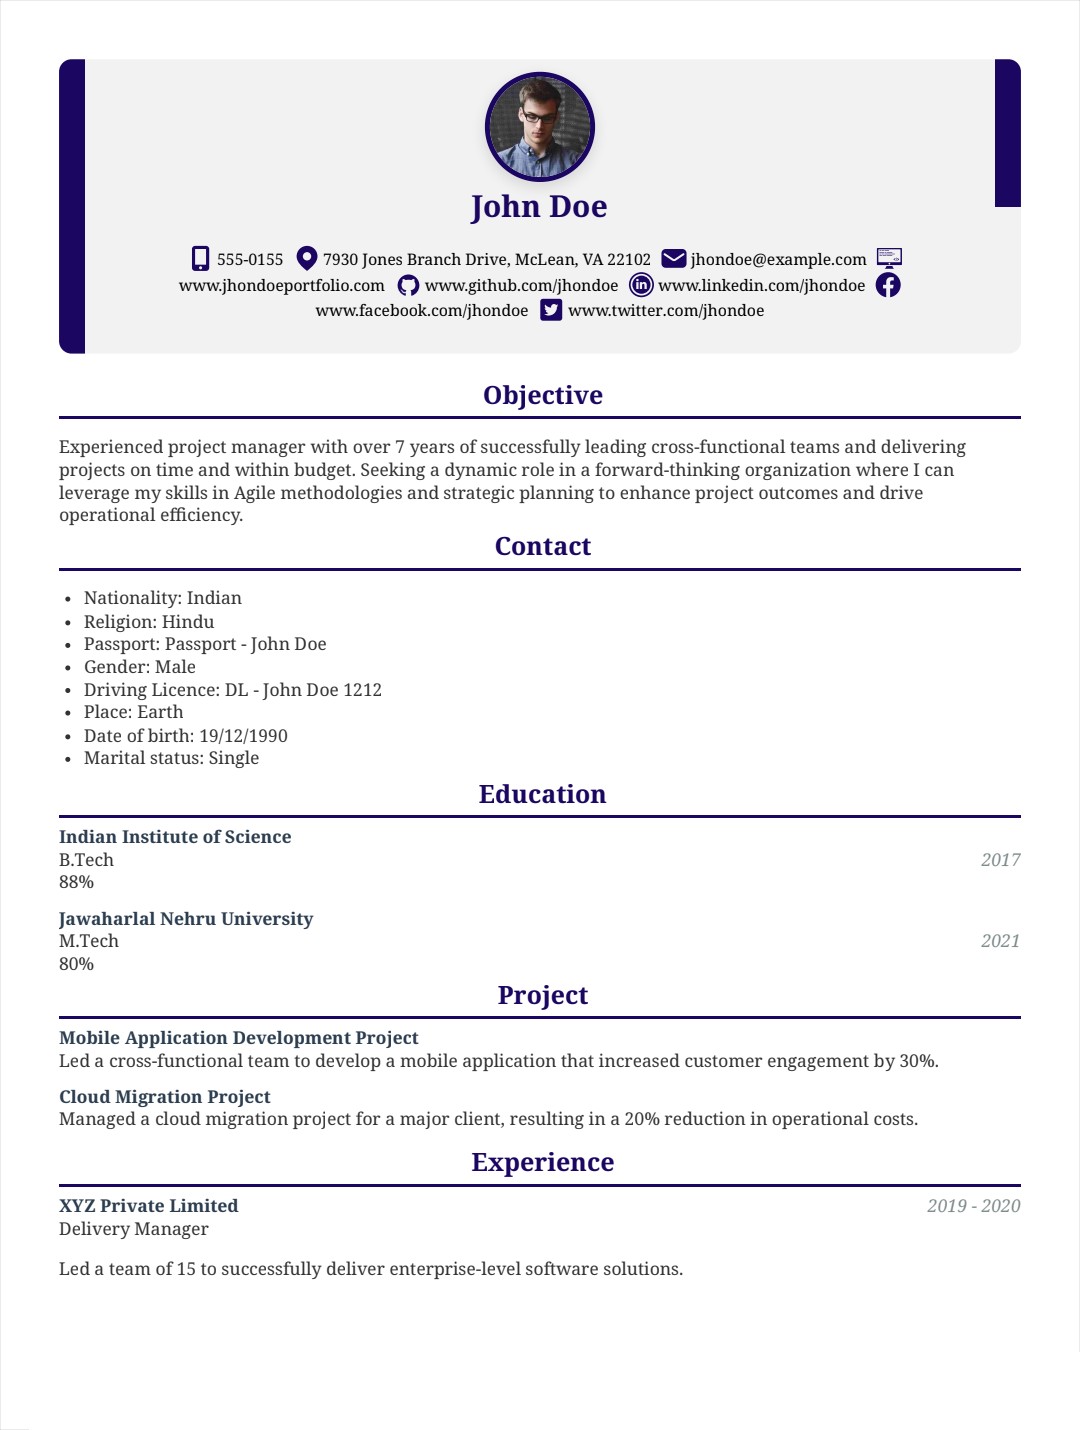 John Doe
555-0155 7930 Jones Branch Drive, McLean, VA 22102 jhondoe@example.com
www.jhondoeportfolio.com www.github.com/jhondoe www.linkedin.com/jhondoe
www.facebook.com/jhondoe www.twitter.com/jhondoe
Objective
Experienced project manager with over 7 years of successfully leading cross-functional teams and delivering
projects on time and within budget. Seeking a dynamic role in a forward-thinking organization where I can
leverage my skills in Agile methodologies and strategic planning to enhance project outcomes and drive
operational efficiency.
Contact
• Nationality: Indian
• Religion: Hindu
• Passport: Passport - John Doe
• Gender: Male
• Driving Licence: DL - John Doe 1212
• Place: Earth
• Date of birth: 19/12/1990
• Marital status: Single
Education
Indian Institute of Science
B.Tech 2017
88%
Jawaharlal Nehru University
M.Tech 2021
80%
Project
Mobile Application Development Project
Led a cross-functional team to develop a mobile application that increased customer engagement by 30%.
Cloud Migration Project
Managed a cloud migration project for a major client, resulting in a 20% reduction in operational costs.
Experience
XYZ Private Limited 2019 - 2020
Delivery Manager
Led a team of 15 to successfully deliver enterprise-level software solutions.